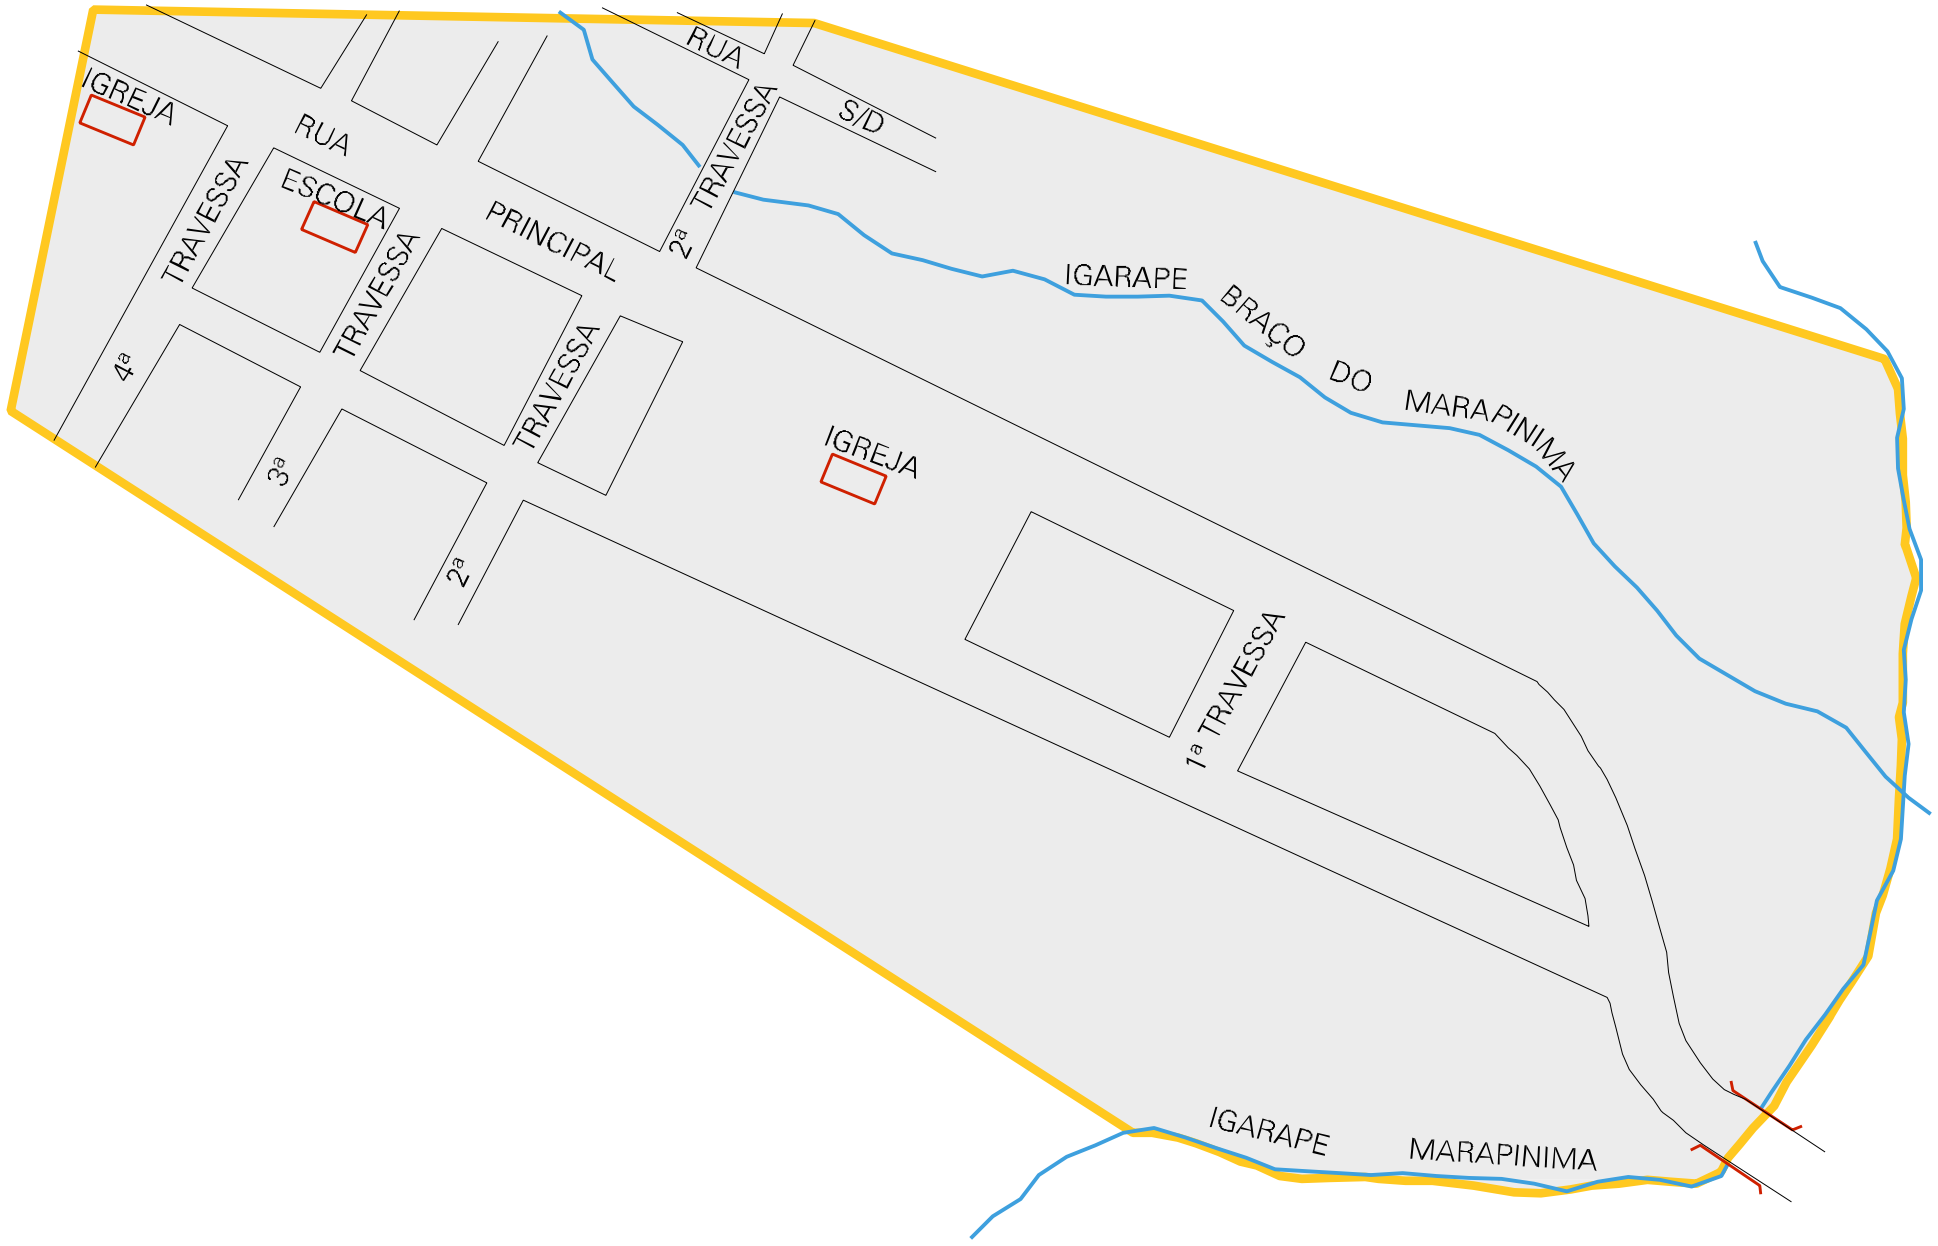 RUA
S/D
IGREJA
RUA
PRINCIPAL
ESCOLA
4ª TRAVESSA
3ª TRAVESSA
2ª TRAVESSA
2ª TRAVESSA
IGARAPE BRAÇO DO MARAPINIMA
IGREJA
1ª TRAVESSA
IGARAPE MARAPINIMA